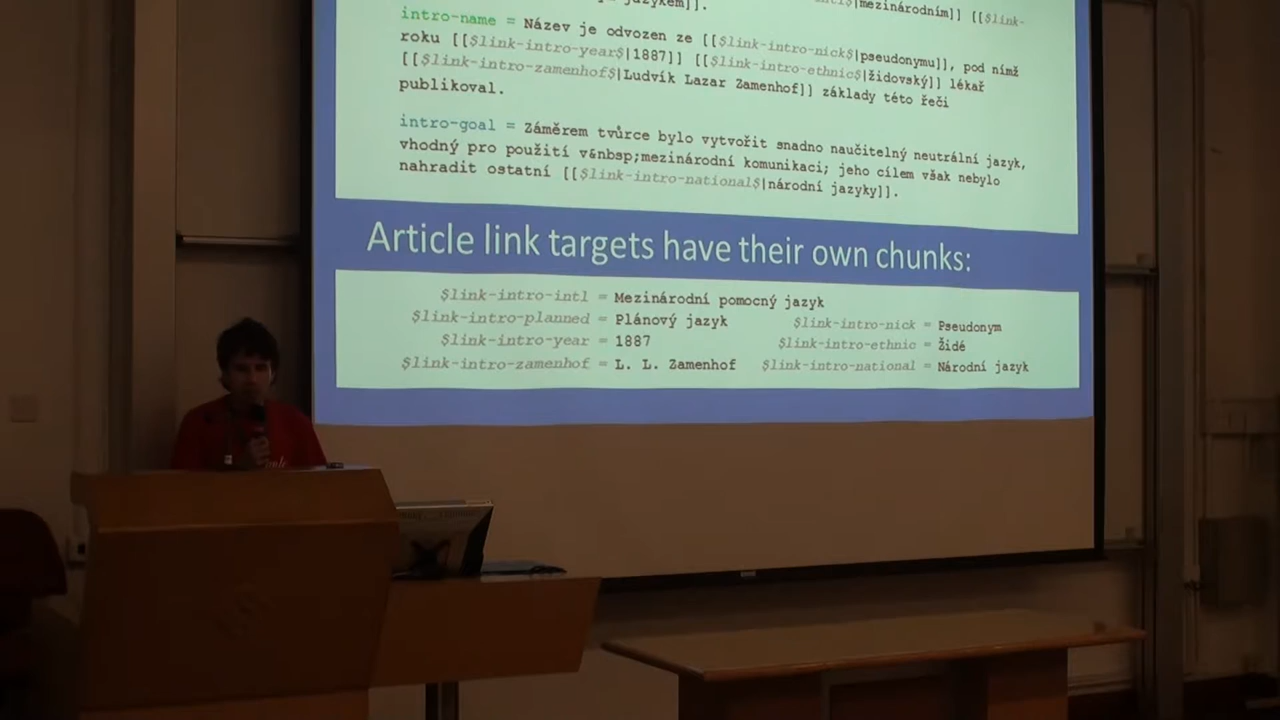 jazykem]].
|mezinárodním]] [[$link-
intro-name = Název je odvozen ze [[$link-intro-nick$|pseudonymu]], pod nímž
roku [[$link-intro-year$|1887]] [[$link-intro-ethnic$|židovský]] lékař
[[$link-intro-zamenhof$|Ludvík Lazar Zamenhof]] základy této řeči
publikoval.
intro-goal = Záměrem tvůrce bylo vytvořit snadno naučitelný neutrální jazyk,
vhodný pro použití v&nbsp;mezinárodní komunikaci; jeho cílem však nebylo
nahradit ostatní [[$link-intro-national$|národní jazyky]].
Article link targets have their own chunks:
$link-intro-intl = Mezinárodní pomocný jazyk
$link-intro-planned = Plánový jazyk
$link-intro-nick = Pseudonym
$link-intro-year = 1887
$link-intro-ethnic = Židé
$link-intro-zamenhof = L. L. Zamenhof
$link-intro-national = Národní jazyk